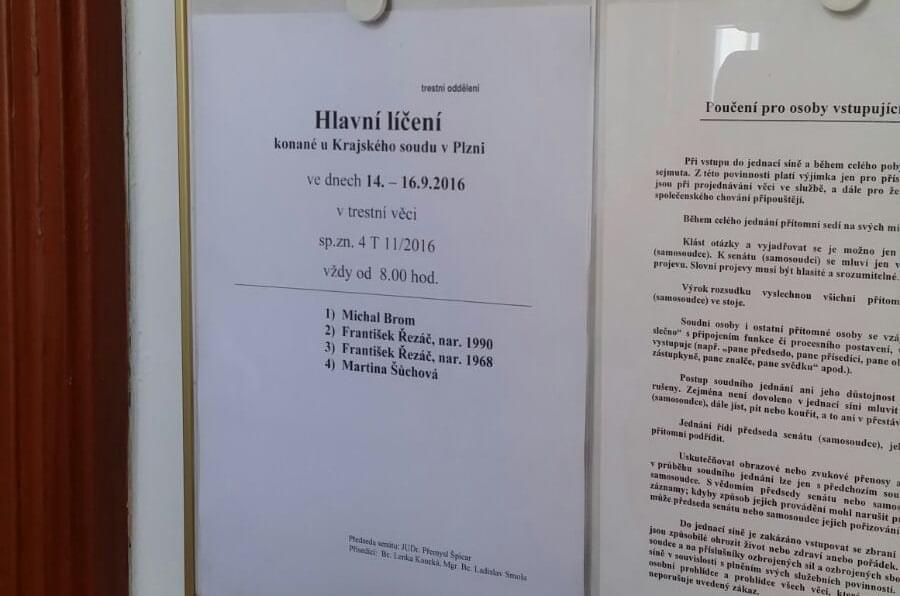 trestní oddělení
Hlavní líčení
konané u Krajského soudu v Plzni
ve dnech 14. – 16.9.2016
v trestní věci
sp.zn. 4 T 11/2016
vždy od 8.00 hod.
1) Michal Brom
2) František Řezáč, nar. 1990
3) František Řezáč, nar. 1968
4) Martina Šůchová
Předseda senátu: JUDr. Přemysl Špicar
Přísedící: Bc. Lenka Kanecká, Mgr. Bc. Ladislav Smola
Poučení pro osoby vstupující
Při vstupu do jednací síně a během celého
sejmuta. Z této povinnosti platí výjimka jen pro
jsou při projednávání věci ve službě, a dále pro
společenského chování připouštějí.
Během celého jednání přítomní sedí na svých
Klást otázky a vyjadřovat se je možno jen
(samosoudce). K senátu (samosoudci) se mluví jen
projevu. Slovní projevy musí být hlasité a srozumitelné.
Výrok rozsudku vyslechnou všichni
(samosoudce) ve stoje.
Soudní osoby i ostatní přítomné osoby se
slečno“ s připojením funkce či procesního postavení,
vystupuje (např. „pane předsedo, pane přísedící, pane
zástupkyně, pane znalče, pane svědku“ apod.).
Postup soudního jednání ani jeho důstojnost
rušeny. Zejména není dovoleno v jednací síni mluvit
(samosoudce), dále jíst, pít nebo kouřit, a to ani v
Jednání řídí předseda senátu (samosoudce),
přítomni podřídit.
Uskutečňovat obrazové nebo zvukové přenosy a
v průběhu soudního jednání lze jen s předchozím
samosoudce. S vědomím předsedy senátu nebo
záznamy; kdyby způsob jejich provádění mohl narušit
může předseda senátu nebo samosoudce jejich pořizování
Do jednací síně je zakázáno vstupovat se zbraní
jsou způsobilé ohrozit život nebo zdraví anebo pořádek.
soudce a na příslušníky ozbrojených sil a ozbrojených
síně v souvislosti s plněním svých služebních povinností.
osobní prohlídce a prohlídce všech věcí,
neporušuje uvedený zákaz.